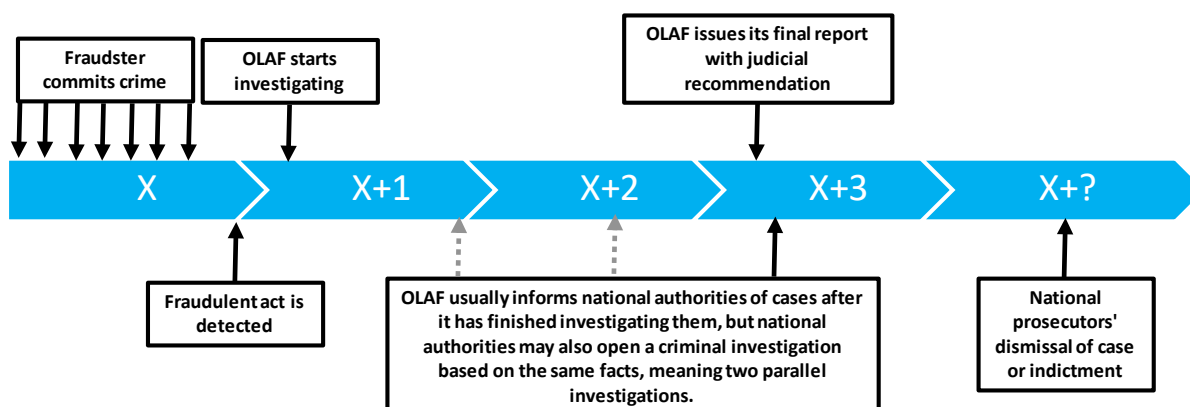 Fraudster
commits crime
OLAF starts
investigating
OLAF issues its final report
with judicial
recommendation
X
X+1
X+2
X+3
X+?
Fraudulent act is
detected
OLAF usually informs national authorities of cases after
it has finished investigating them, but national
authorities may also open a criminal investigation
based on the same facts, meaning two parallel
investigations.
National
prosecutors'
dismissal of case
or indictment